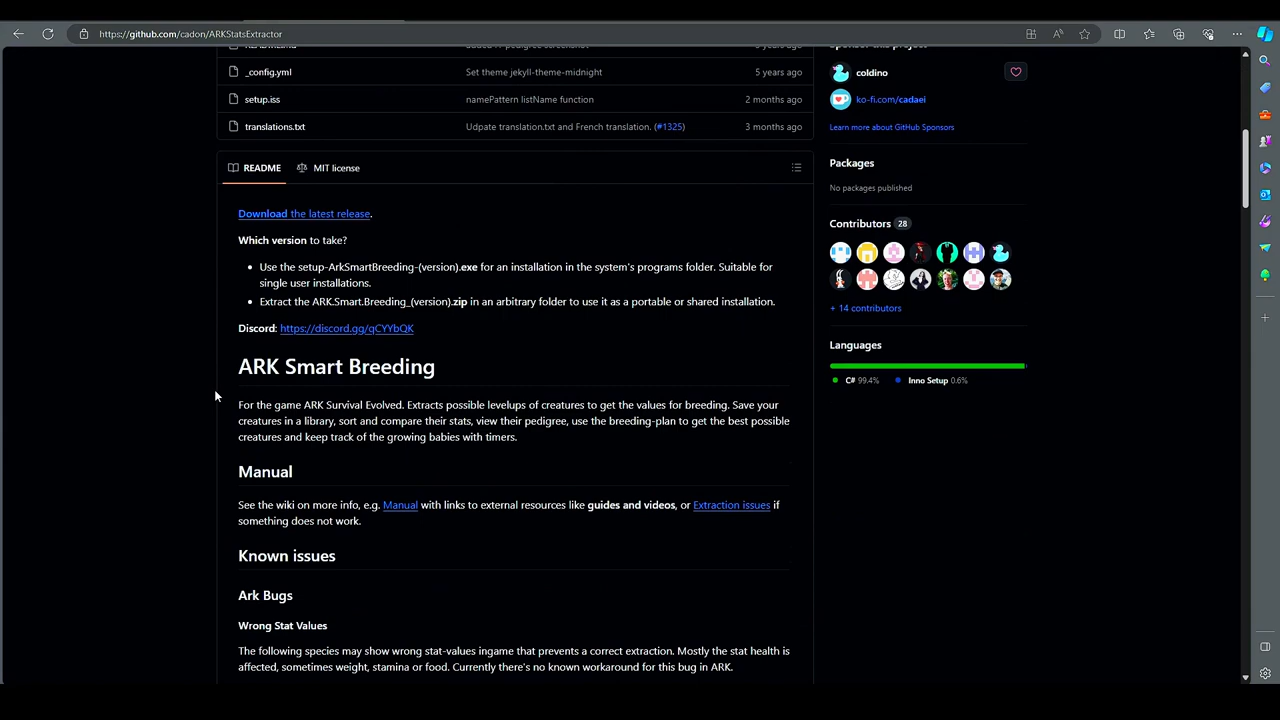 https://github.com/cadon/ARKStatsExtractor
_config.yml
Set theme jekyll-theme-midnight
5 years ago
setup.iss
namePattern listName function
2 months ago
translations.txt
Udpate translation.txt and French translation. (#1325)
3 months ago
README
MIT license
Download the latest release.
Which version to take?
Use the setup-ArkSmartBreeding-(version).exe for an installation in the system's programs folder. Suitable for
single user installations.
Extract the ARK.Smart.Breeding_(version).zip in an arbitrary folder to use it as a portable or shared installation.
Discord: https://discord.gg/qCYYbQK
ARK Smart Breeding
For the game ARK Survival Evolved. Extracts possible levelups of creatures to get the values for breeding. Save your
creatures in a library, sort and compare their stats, view their pedigree, use the breeding-plan to get the best possible
creatures and keep track of the growing babies with timers.
Manual
See the wiki on more info, e.g. Manual with links to external resources like guides and videos, or Extraction issues if
something does not work.
Known issues
Ark Bugs
Wrong Stat Values
The following species may show wrong stat-values ingame that prevents a correct extraction. Mostly the stat health is
affected, sometimes weight, stamina or food. Currently there's no known workaround for this bug in ARK.
Sponsor this project
coldino
ko-fi.com/cadaei
Learn more about GitHub Sponsors
Packages
No packages published
Contributors 28
+ 14 contributors
Languages
C# 99.4%
Inno Setup 0.6%